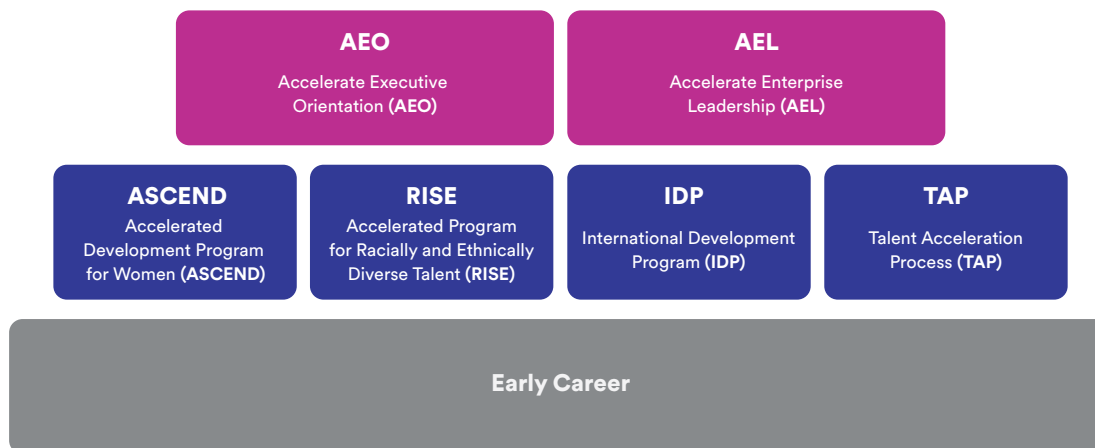 AEO
Accelerate Executive
Orientation (AEO)
AEL
Accelerate Enterprise
Leadership (AEL)
ASCEND
Accelerated
Development Program
for Women (ASCEND)
RISE
Accelerated Program
for Racially and Ethnically
Diverse Talent (RISE)
IDP
International Development
Program (IDP)
TAP
Talent Acceleration
Process (TAP)
Early Career